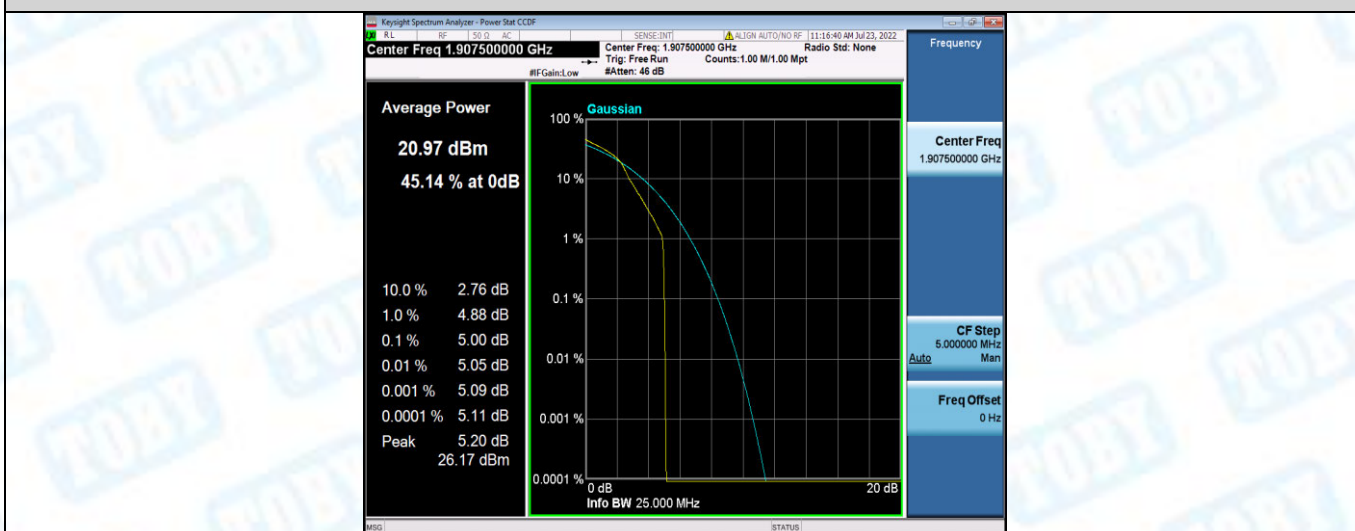 Keysight Spectrum Analyzer - Power Stat CCDF
RL RF 50 Ω AC SENSE:INT ALIGN AUTO/NO RF 11:16:40 AM Jul 23, 2022
Center Freq 1.907500000 GHz
Center Freq: 1.907500000 GHz Radio Std: None
Trig: Free Run Counts:1.00 M/1.00 Mpt
#IFGain:Low #Atten: 46 dB
Frequency
Average Power
20.97 dBm
45.14 % at 0dB
10.0 % 2.76 dB
1.0 % 4.88 dB
0.1 % 5.00 dB
0.01 % 5.05 dB
0.001 % 5.09 dB
0.0001 % 5.11 dB
Peak 5.20 dB
26.17 dBm
Gaussian
100 %
10 %
1 %
0.1 %
0.01 %
0.001 %
0.0001 %
0 dB 20 dB
Info BW 25.000 MHz
Center Freq
1.907500000 GHz
CF Step
5.000000 MHz
Auto Man
Freq Offset
0 Hz
MSG STATUS
TOBY
TOBY
TOBY
TOBY
TOBY
TOBY
TOBY